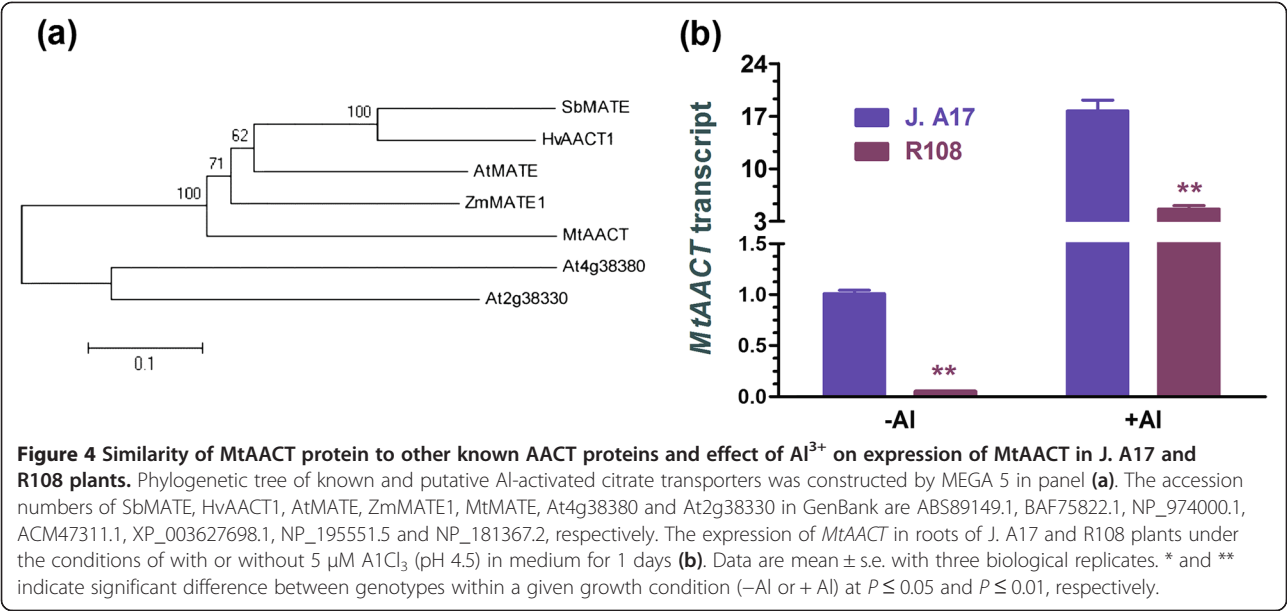 (a)
100
SbMATE
HvAACT1
62
AtMATE
71
ZmMATE1
100
MtAACT
At4g38380
At2g38330
0.1
(b)
MtAACT transcript
24
17
10
3
1.5
1.0
0.5
0.0
J. A17
R108
**
**
-Al
+Al
Figure 4 Similarity of MtAACT protein to other known AACT proteins and effect of Al³⁺ on expression of MtAACT in J. A17 and
R108 plants. Phylogenetic tree of known and putative Al-activated citrate transporters was constructed by MEGA 5 in panel (a). The accession
numbers of SbMATE, HvAACT1, AtMATE, ZmMATE1, MtMATE, At4g38380 and At2g38330 in GenBank are ABS89149.1, BAF75822.1, NP_974000.1,
ACM47311.1, XP_003627698.1, NP_195551.5 and NP_181367.2, respectively. The expression of MtAACT in roots of J. A17 and R108 plants under
the conditions of with or without 5 μM A1Cl₃ (pH 4.5) in medium for 1 days (b). Data are mean ± s.e. with three biological replicates. * and **
indicate significant difference between genotypes within a given growth condition (−Al or + Al) at P ≤ 0.05 and P ≤ 0.01, respectively.